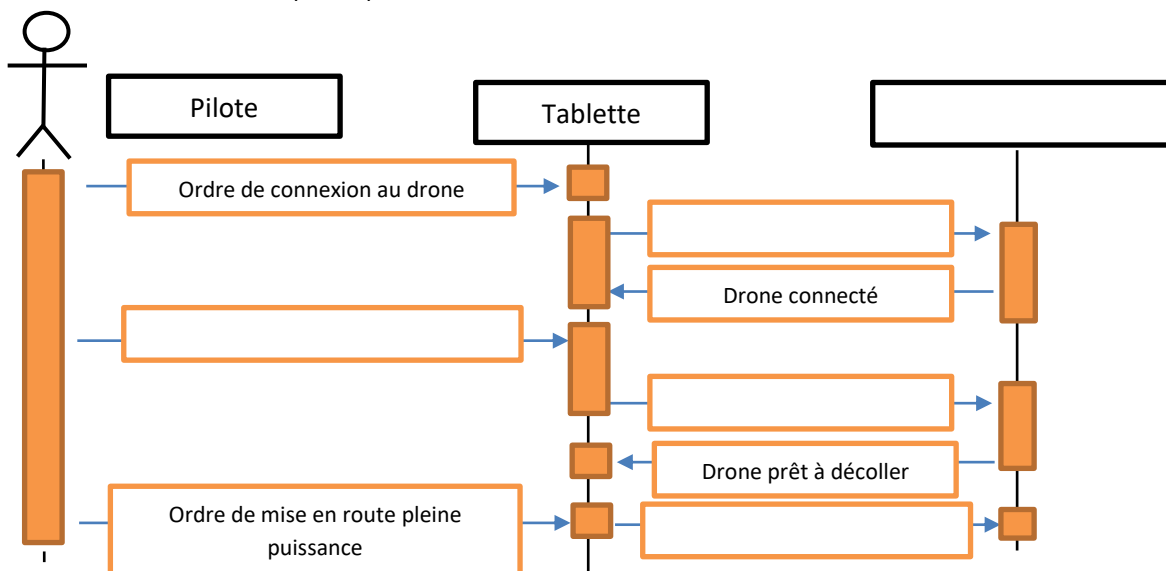 Pilote
Tablette
Ordre de connexion au drone
Drone connecté
Drone prêt à décoller
Ordre de mise en route pleine
puissance